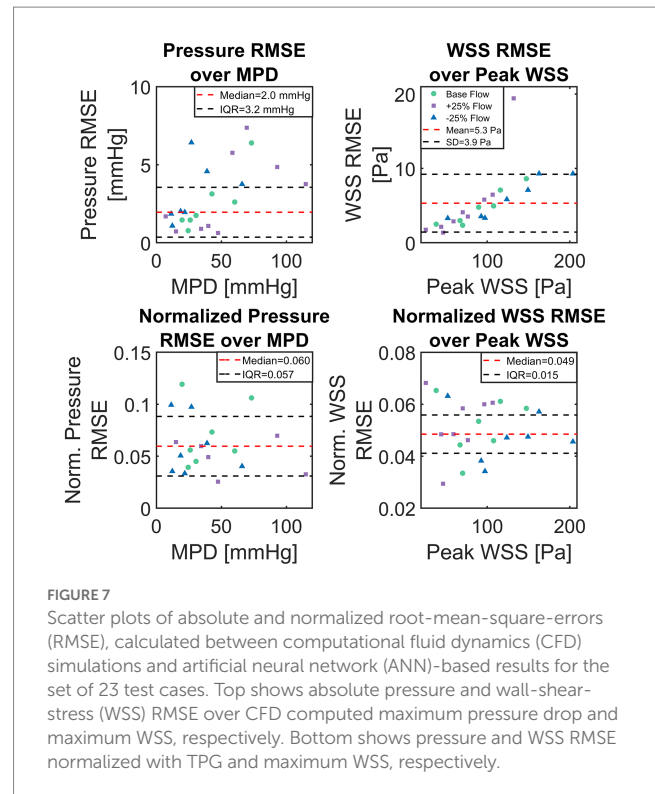 Pressure RMSE
over MPD
Pressure RMSE
[mmHg]
10
5
0
Median=2.0 mmHg
IQR=3.2 mmHg
0
50
100
MPD [mmHg]
WSS RMSE
over Peak WSS
WSS RMSE
[Pa]
20
10
0
Base Flow
+25% Flow
-25% Flow
Mean=5.3 Pa
SD=3.9 Pa
0
100
200
Peak WSS [Pa]
Normalized Pressure
RMSE over MPD
Norm. Pressure
RMSE
0.15
0.1
0.05
0
Median=0.060
IQR=0.057
0
50
100
MPD [mmHg]
Normalized WSS RMSE
over Peak WSS
Norm. WSS
RMSE
0.08
0.06
0.04
0.02
Median=0.049
IQR=0.015
0
100
200
Peak WSS [Pa]
FIGURE 7
Scatter plots of absolute and normalized root-mean-square-errors
(RMSE), calculated between computational fluid dynamics (CFD)
simulations and artificial neural network (ANN)-based results for the
set of 23 test cases. Top shows absolute pressure and wall-shear-
stress (WSS) RMSE over CFD computed maximum pressure drop and
maximum WSS, respectively. Bottom shows pressure and WSS RMSE
normalized with TPG and maximum WSS, respectively.